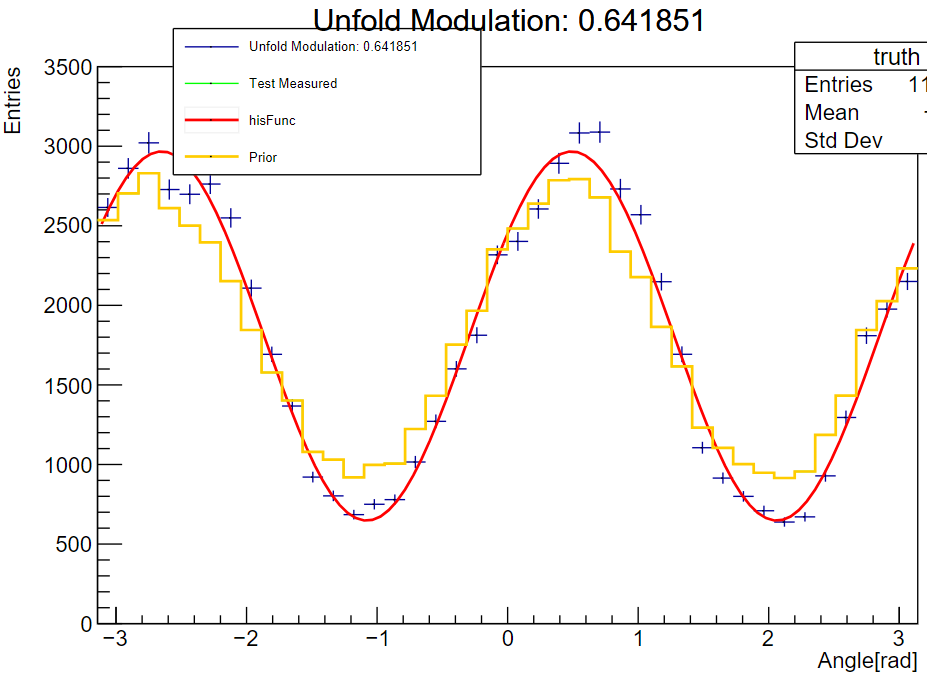 Unfold Modulation: 0.641851
Unfold Modulation: 0.641851
Test Measured
hisFunc
Prior
truth
Entries 11
Mean -
Std Dev
Entries
3500
3000
2500
2000
1500
1000
500
0
−3 −2 −1 0 1 2 3
Angle[rad]